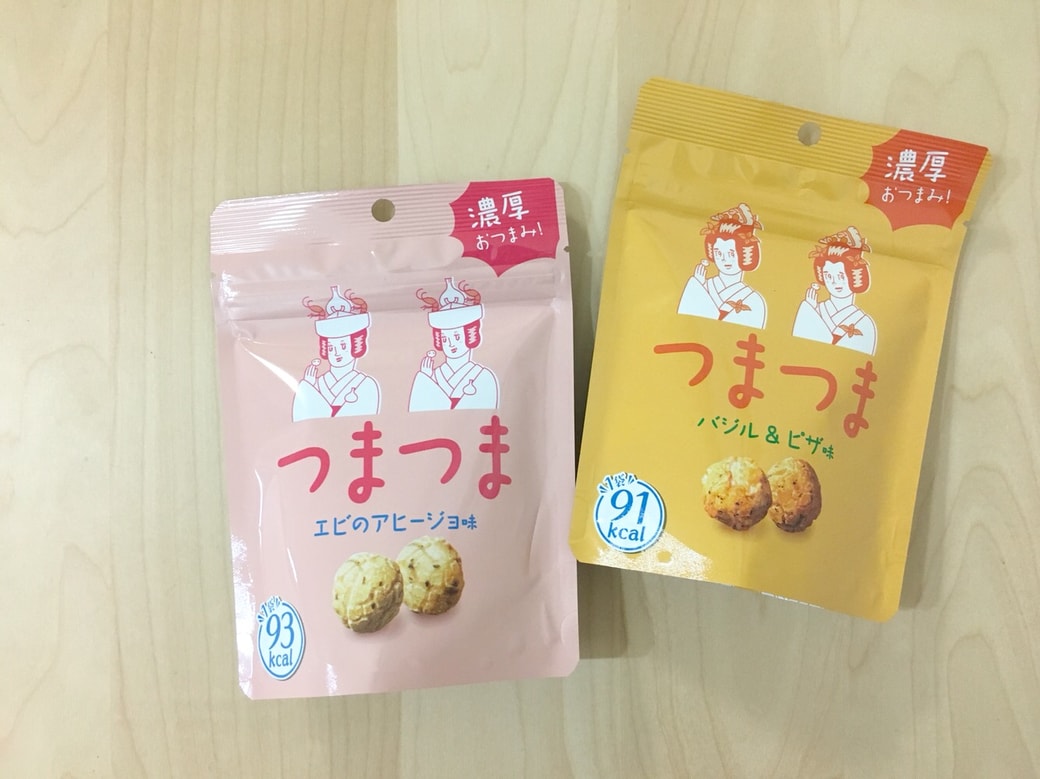 濃厚
おつまみ!
つまつま
エビのアヒージョ味
1袋
93
kcal
濃厚
おつまみ!
つまつま
バジル&ピザ味
1袋
91
kcal